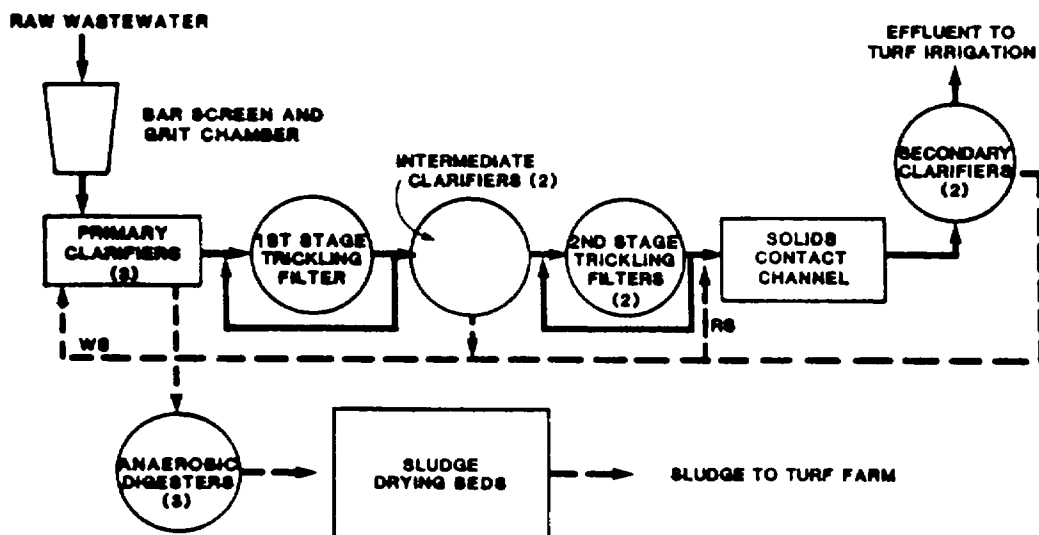 RAW WASTEWATER
BAR SCREEN AND
GRIT CHAMBER
PRIMARY
CLARIFIERS
(3)
1ST STAGE
TRICKLING
FILTER
INTERMEDIATE
CLARIFIERS (2)
2ND STAGE
TRICKLING
FILTERS
(2)
SOLIDS
CONTACT
CHANNEL
EFFLUENT TO
TURF IRRIGATION
SECONDARY
CLARIFIERS
(2)
WS
RS
ANAEROBIC
DIGESTERS
(3)
SLUDGE
DRYING BEDS
SLUDGE TO TURF FARM